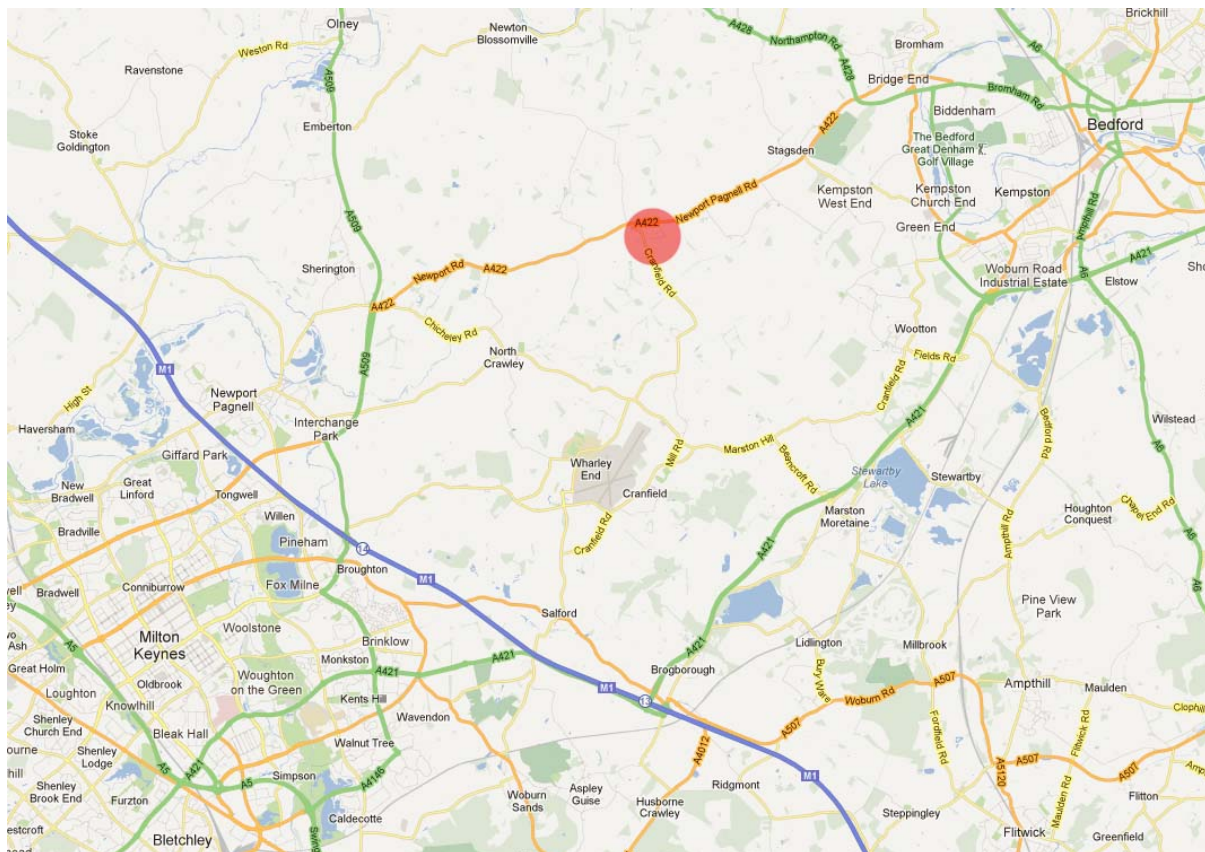 Olney
Newton
Blossomville
A428
Northampton Rd
A428
Bromham
A6
Brickhill
Weston Rd
Ravenstone
A509
Bridge End
Bromham Rd
Emberton
A422
Biddenham
Bedford
Stoke
Goldington
The Bedford
Great Denham
Golf Village
Stagsden
Kempston
West End
Kempston
Church End
Kempston
Newport Pagnell Rd
A422
Green End
Ampthill Rd
A421
A509
Sherington
Newport Rd
A422
Cranfield Rd
Woburn Road
Industrial Estate
A6
Elstow
Sho
A422
Chicheley Rd
Wootton
Fields Rd
North
Crawley
Cranfield Rd
M1
A509
High St
Newport
Pagnell
A421
Bedford Rd
Wilstead
Haversham
Interchange
Park
Giffard Park
Mill Rd
Marston Hill
A6
Wharley
End
Beancroft Rd
Stewartby
Lake
Stewartby
New
Bradwell
Great
Linford
Tongwell
Cranfield
Marston
Moretaine
Houghton
Conquest
Chapel End Rd
Bradville
Willen
Pineham
Cranfield Rd
A421
Ampthill Rd
14
Broughton
M1
Conniburrow
Fox Milne
Bradwell
A6
Pine View
Park
Salford
Woolstone
Milton
Keynes
Brinklow
Lidlington
Millbrook
A5
Ash
Great Holm
Monkston
A421
A421
A421
Brogborough
Bury Ware
Oldbrook
Woughton
on the Green
Loughton
Knowlhill
Kents Hill
M1
13
Woburn Rd
A507
Ampthill
Maulden
Clophill
Shenley
Church End
Bleak Hall
Wavendon
A507
Fordfield Rd
Flitwick Rd
Shenley
Lodge
Walnut Tree
A4012
A5
A421
A5
Simpson
A4146
M1
A5120
A507
A507
Shenley
Brook End
Furzton
Woburn
Sands
Aspley
Guise
Husborne
Crawley
Ridgmont
Maulden Rd
Flitton
Caldecotte
Steppingley
Bletchley
Flitwick
Greenfield